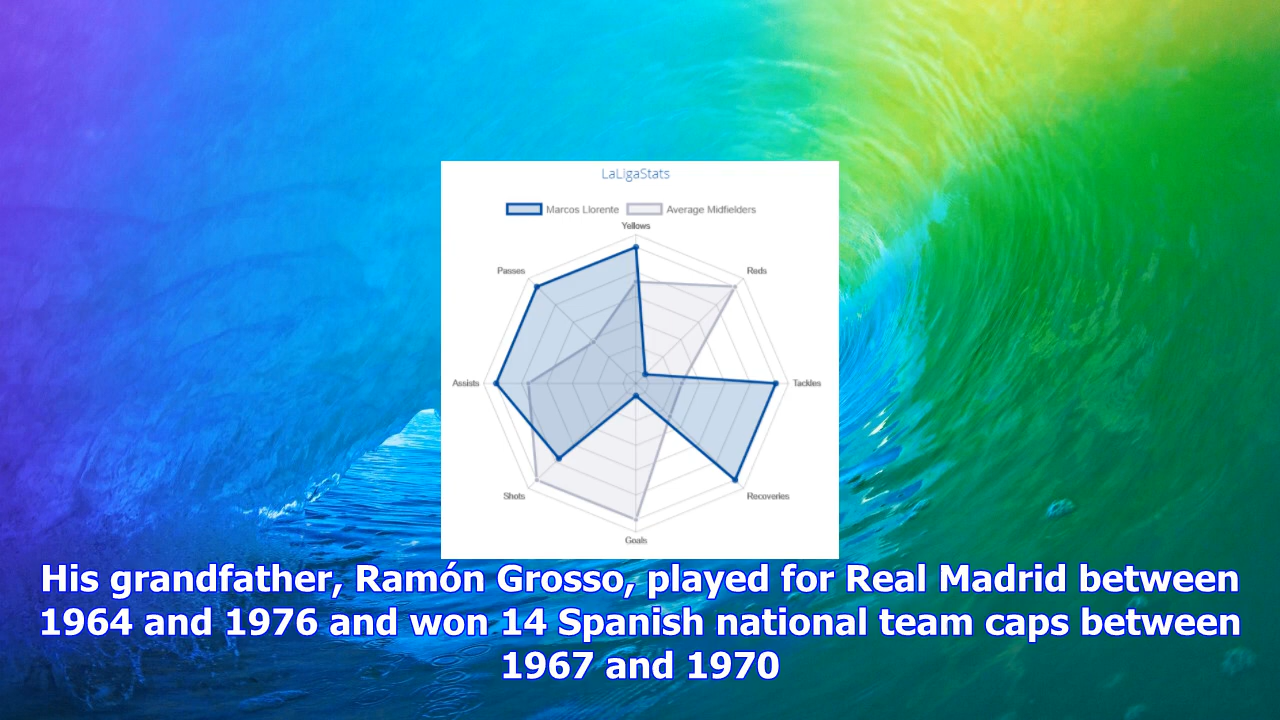 LaLigaStats
Marcos Llorente Average Midfielders
Yellows
Passes Reds
Assists Tackles
Shots Recoveries
Goals
His grandfather, Ramón Grosso, played for Real Madrid between
1964 and 1976 and won 14 Spanish national team caps between
1967 and 1970